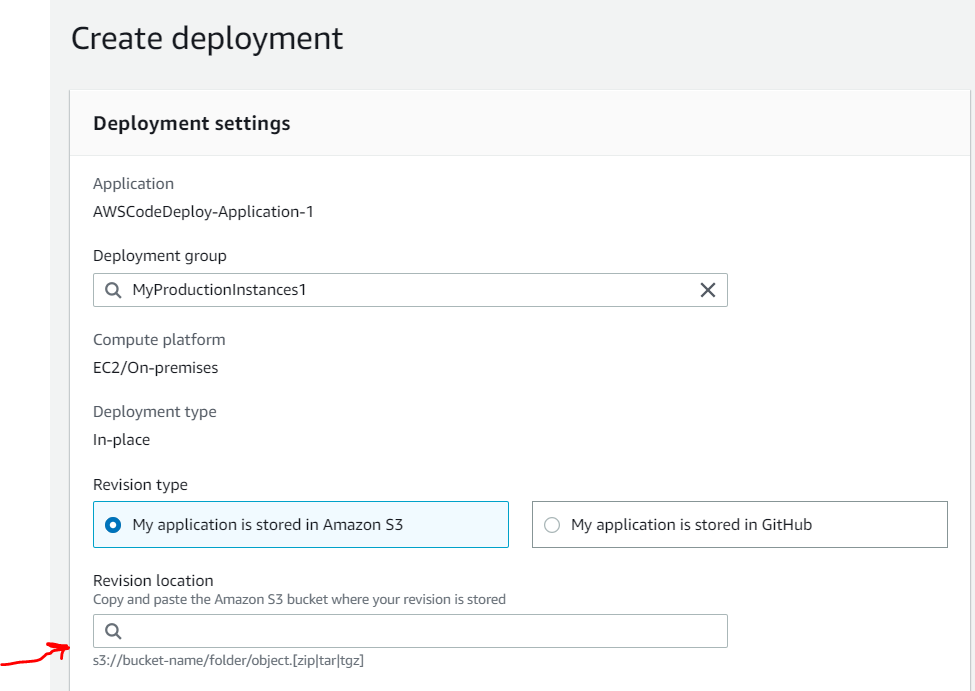 Create deployment
Deployment settings
Application
AWSCodeDeploy-Application-1
Deployment group
MyProductionInstances1
Compute platform
EC2/On-premises
Deployment type
In-place
Revision type
My application is stored in Amazon S3
My application is stored in GitHub
Revision location
Copy and paste the Amazon S3 bucket where your revision is stored
s3://bucket-name/folder/object.[zip|tar|tgz]